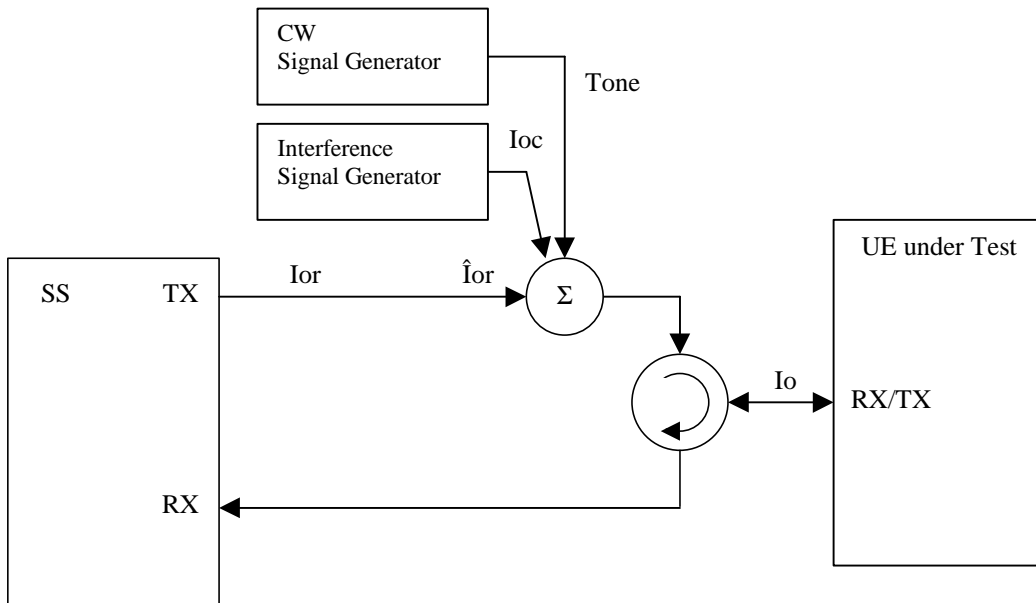 CW
Signal Generator
Tone
Interference
Signal Generator
Ioc
UE under Test
SS
TX
Ior
Îor
Σ
Io
RX/TX
RX